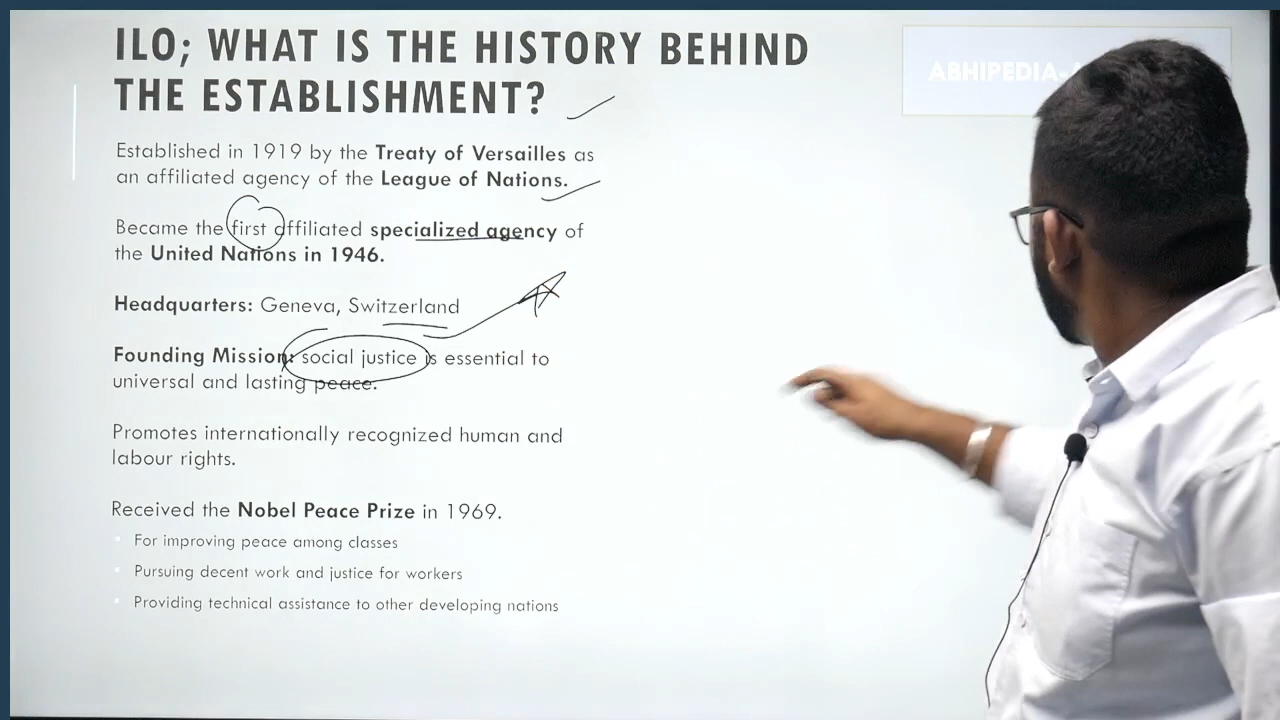 ILO; WHAT IS THE HISTORY BEHIND
THE ESTABLISHMENT?
ABHIPEDIA-
Established in 1919 by the Treaty of Versailles as
an affiliated agency of the League of Nations.
Became the first affiliated specialized agency of
the United Nations in 1946.
Headquarters: Geneva, Switzerland
Founding Mission: social justice is essential to
universal and lasting peace.
Promotes internationally recognized human and
labour rights.
Received the Nobel Peace Prize in 1969.
For improving peace among classes
Pursuing decent work and justice for workers
Providing technical assistance to other developing nations